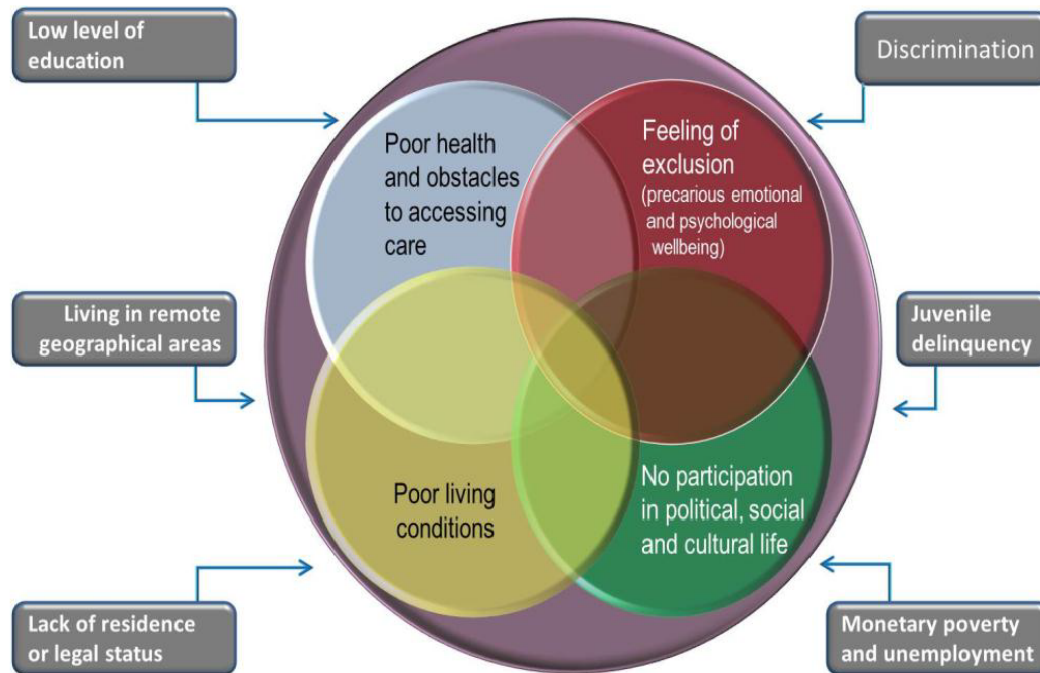 Low level of
education
Discrimination
Poor health
and obstacles
to accessing
care
Feeling of
exclusion
(precarious emotional
and psychological
wellbeing)
Living in remote
geographical areas
Juvenile
delinquency
Poor living
conditions
No participation
in political, social
and cultural life
Lack of residence
or legal status
Monetary poverty
and unemployment